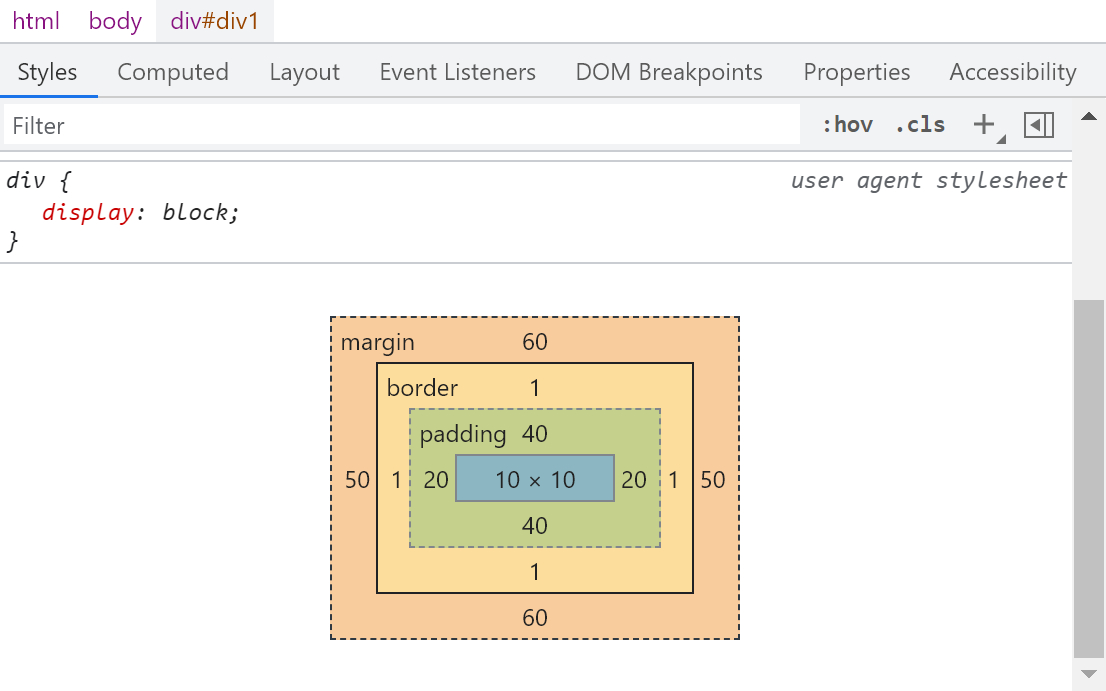 html body div#div1
Styles Computed Layout Event Listeners DOM Breakpoints Properties Accessibility
Filter :hov .cls +
div { user agent stylesheet
display: block;
}
margin 60
border 1
padding 40
50 1 20 10 × 10 20 1 50
40
1
60